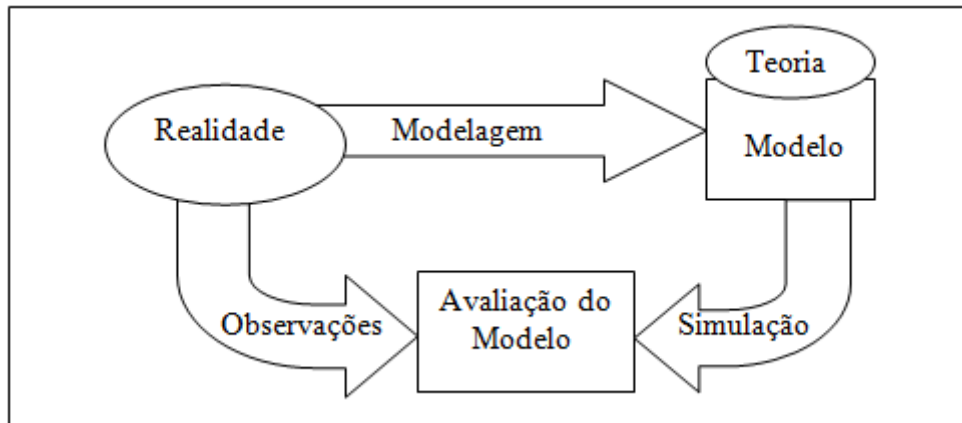 Teoria
Realidade
Modelagem
Modelo
Avaliação do
Modelo
Observações
Simulação